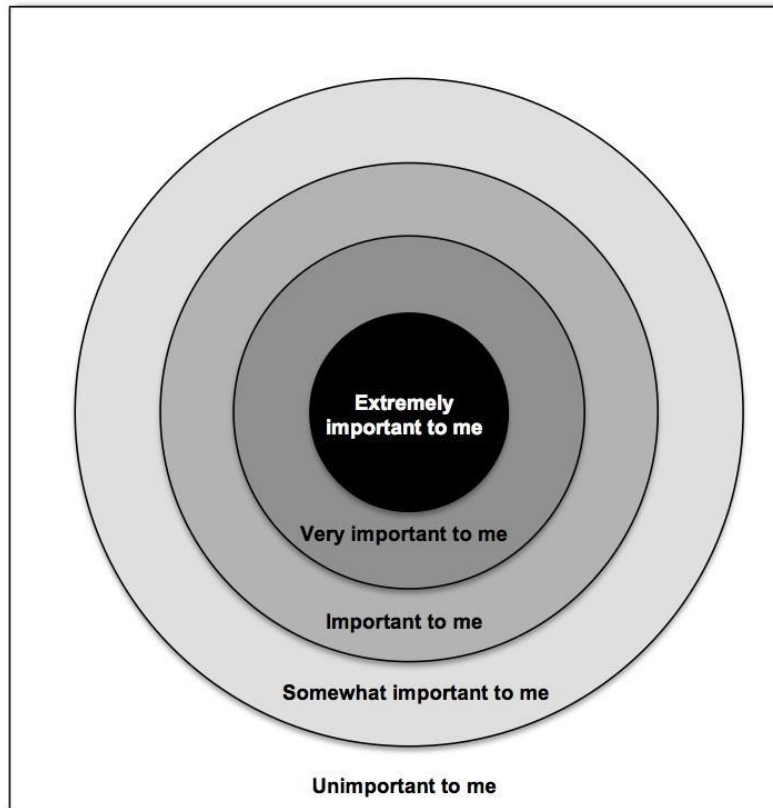 Extremely
important to me
Very important to me
Important to me
Somewhat important to me
Unimportant to me